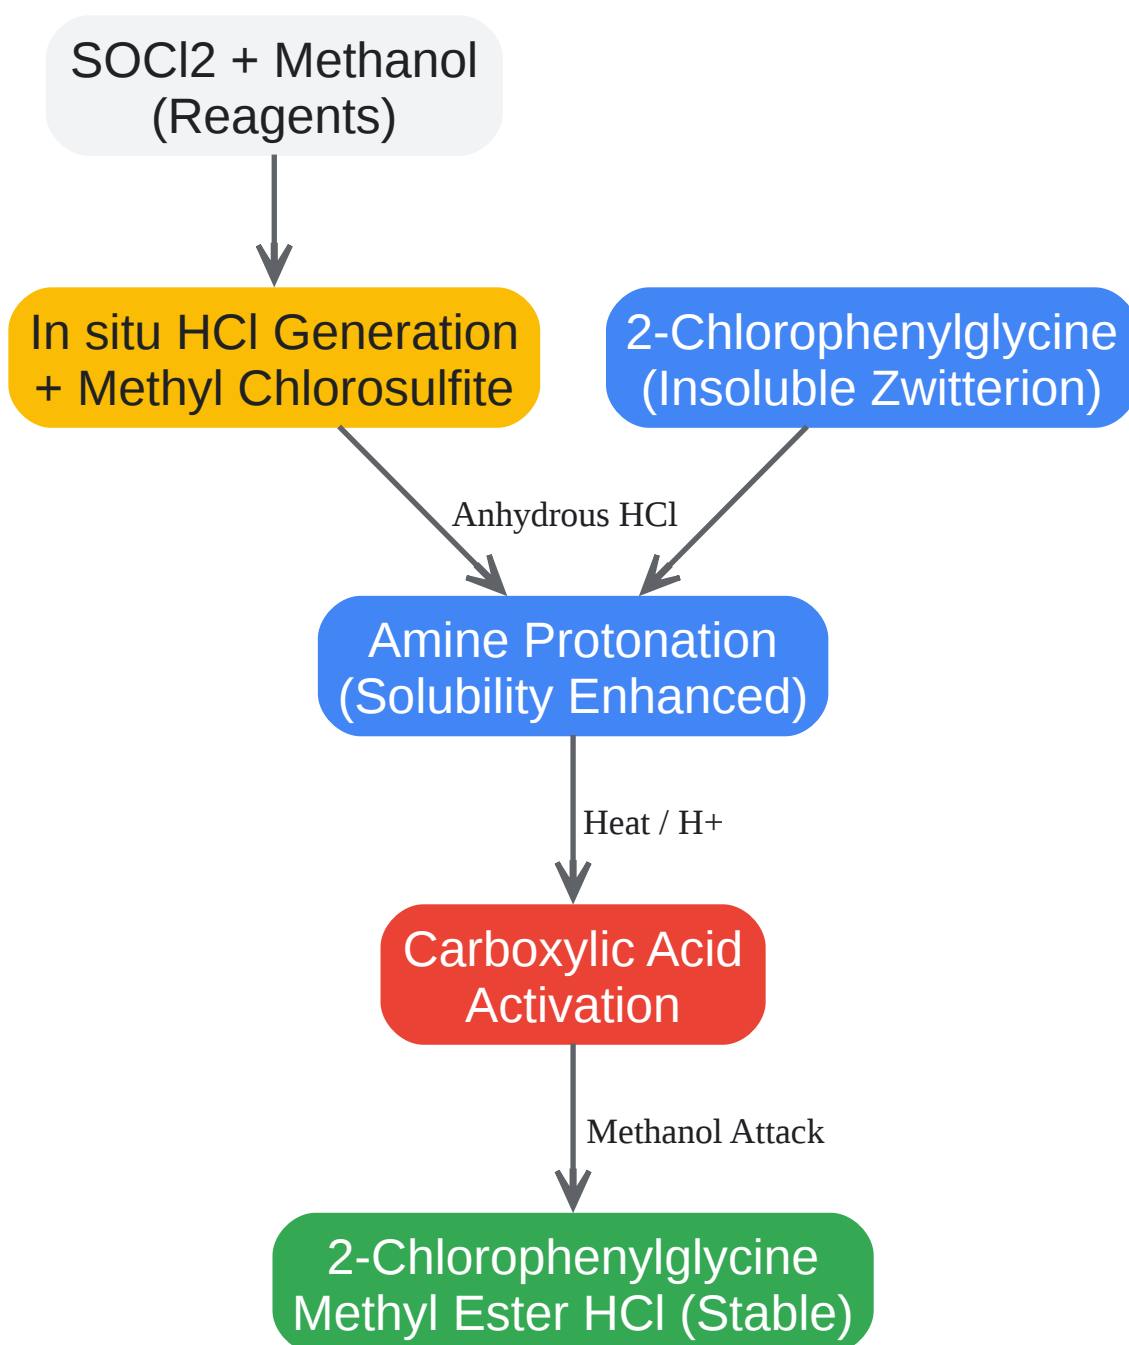 SOCl2 + Methanol
(Reagents)
In situ HCl Generation
+ Methyl Chlorosulfite
2-Chlorophenylglycine
(Insoluble Zwitterion)
Anhydrous HCl
Amine Protonation
(Solubility Enhanced)
Heat / H+
Carboxylic Acid
Activation
Methanol Attack
2-Chlorophenylglycine
Methyl Ester HCl (Stable)